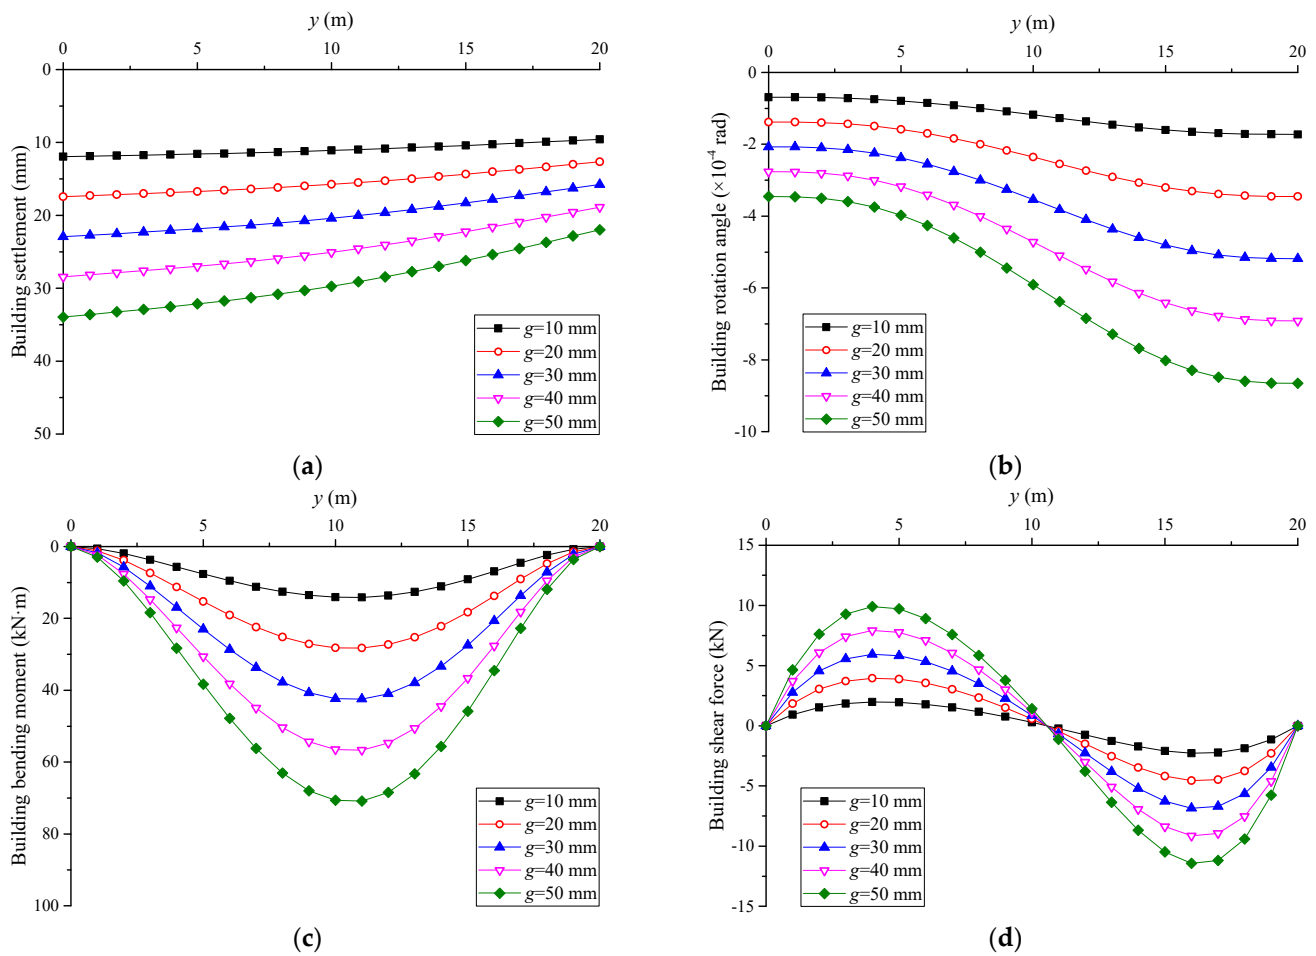 y (m)
0 5 10 15 20
0
10
20
30
40
50
Building settlement (mm)
g=10 mm
g=20 mm
g=30 mm
g=40 mm
g=50 mm
(a)
y (m)
0 5 10 15 20
0
-2
-4
-6
-8
-10
Building rotation angle (×10⁻⁴ rad)
g=10 mm
g=20 mm
g=30 mm
g=40 mm
g=50 mm
(b)
y (m)
0 5 10 15 20
0
20
40
60
80
100
Building bending moment (kN·m)
g=10 mm
g=20 mm
g=30 mm
g=40 mm
g=50 mm
(c)
y (m)
0 5 10 15 20
15
10
5
0
-5
-10
-15
Building shear force (kN)
g=10 mm
g=20 mm
g=30 mm
g=40 mm
g=50 mm
(d)